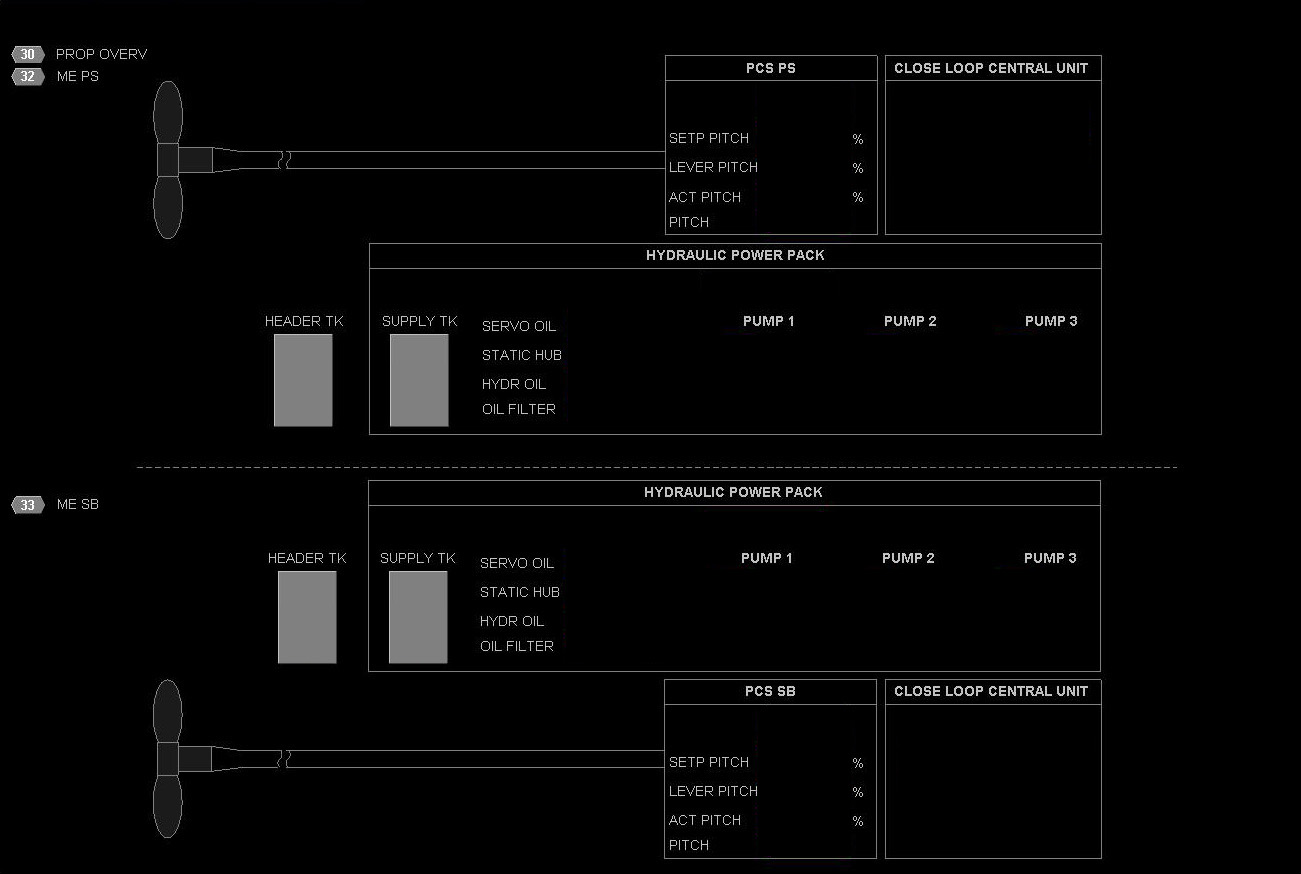 30 PROP OVERV
32 ME PS
PCS PS
CLOSE LOOP CENTRAL UNIT
SETP PITCH %
LEVER PITCH %
ACT PITCH %
PITCH
HYDRAULIC POWER PACK
HEADER TK
SUPPLY TK
SERVO OIL
STATIC HUB
HYDR OIL
OIL FILTER
PUMP 1
PUMP 2
PUMP 3
33 ME SB
HYDRAULIC POWER PACK
HEADER TK
SUPPLY TK
SERVO OIL
STATIC HUB
HYDR OIL
OIL FILTER
PUMP 1
PUMP 2
PUMP 3
PCS SB
CLOSE LOOP CENTRAL UNIT
SETP PITCH %
LEVER PITCH %
ACT PITCH %
PITCH